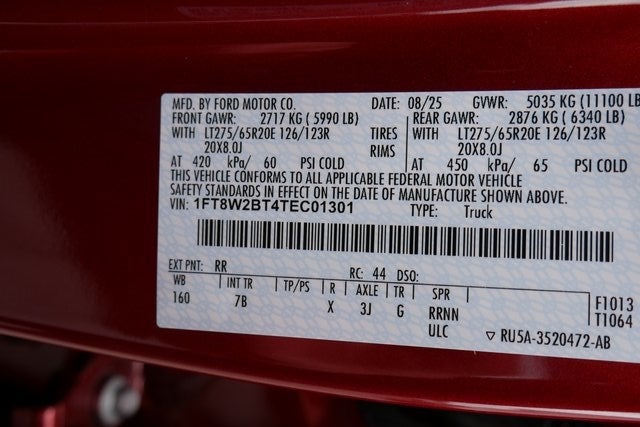 MFD. BY FORD MOTOR CO. DATE: 08/25 GVWR: 5035 KG (11100 LB
FRONT GAWR: 2717 KG ( 5990 LB) REAR GAWR: 2876 KG ( 6340 LB)
WITH LT275/65R20E 126/123R TIRES WITH LT275/65R20E 126/123R
20X8.0J RIMS 20X8.0J
AT 420 kPa/ 60 PSI COLD AT 450 kPa/ 65 PSI COLD
THIS VEHICLE CONFORMS TO ALL APPLICABLE FEDERAL MOTOR VEHICLE
SAFETY STANDARDS IN EFFECT ON THE DATE OF MANUFACTURE SHOWN ABOVE.
VIN: 1FT8W2BT4TEC01301 TYPE: Truck
EXT PNT: RR RC: 44 DSO:
WB INT TR TP/PS R AXLE TR SPR F1013
160 7B X 3J G RRNN T1064
ULC RU5A-3520472-AB